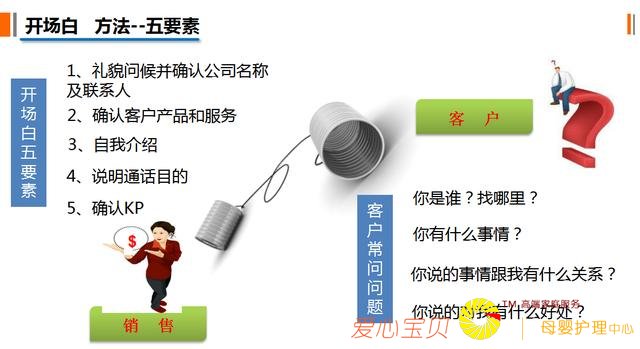 开场白 方法--五要素
开场白五要素
1、礼貌问候并确认公司名称
及联系人
2、确认客户产品和服务
3、自我介绍
4、说明通话目的
5、确认KP
$
销 售
客 户
客户常问问题
你是谁？找哪里？
你有什么事情？
你说的事情跟我有什么关系？
你说的对我有什么好处？
TM 高端家庭服务
爱心宝贝
母婴护理中心